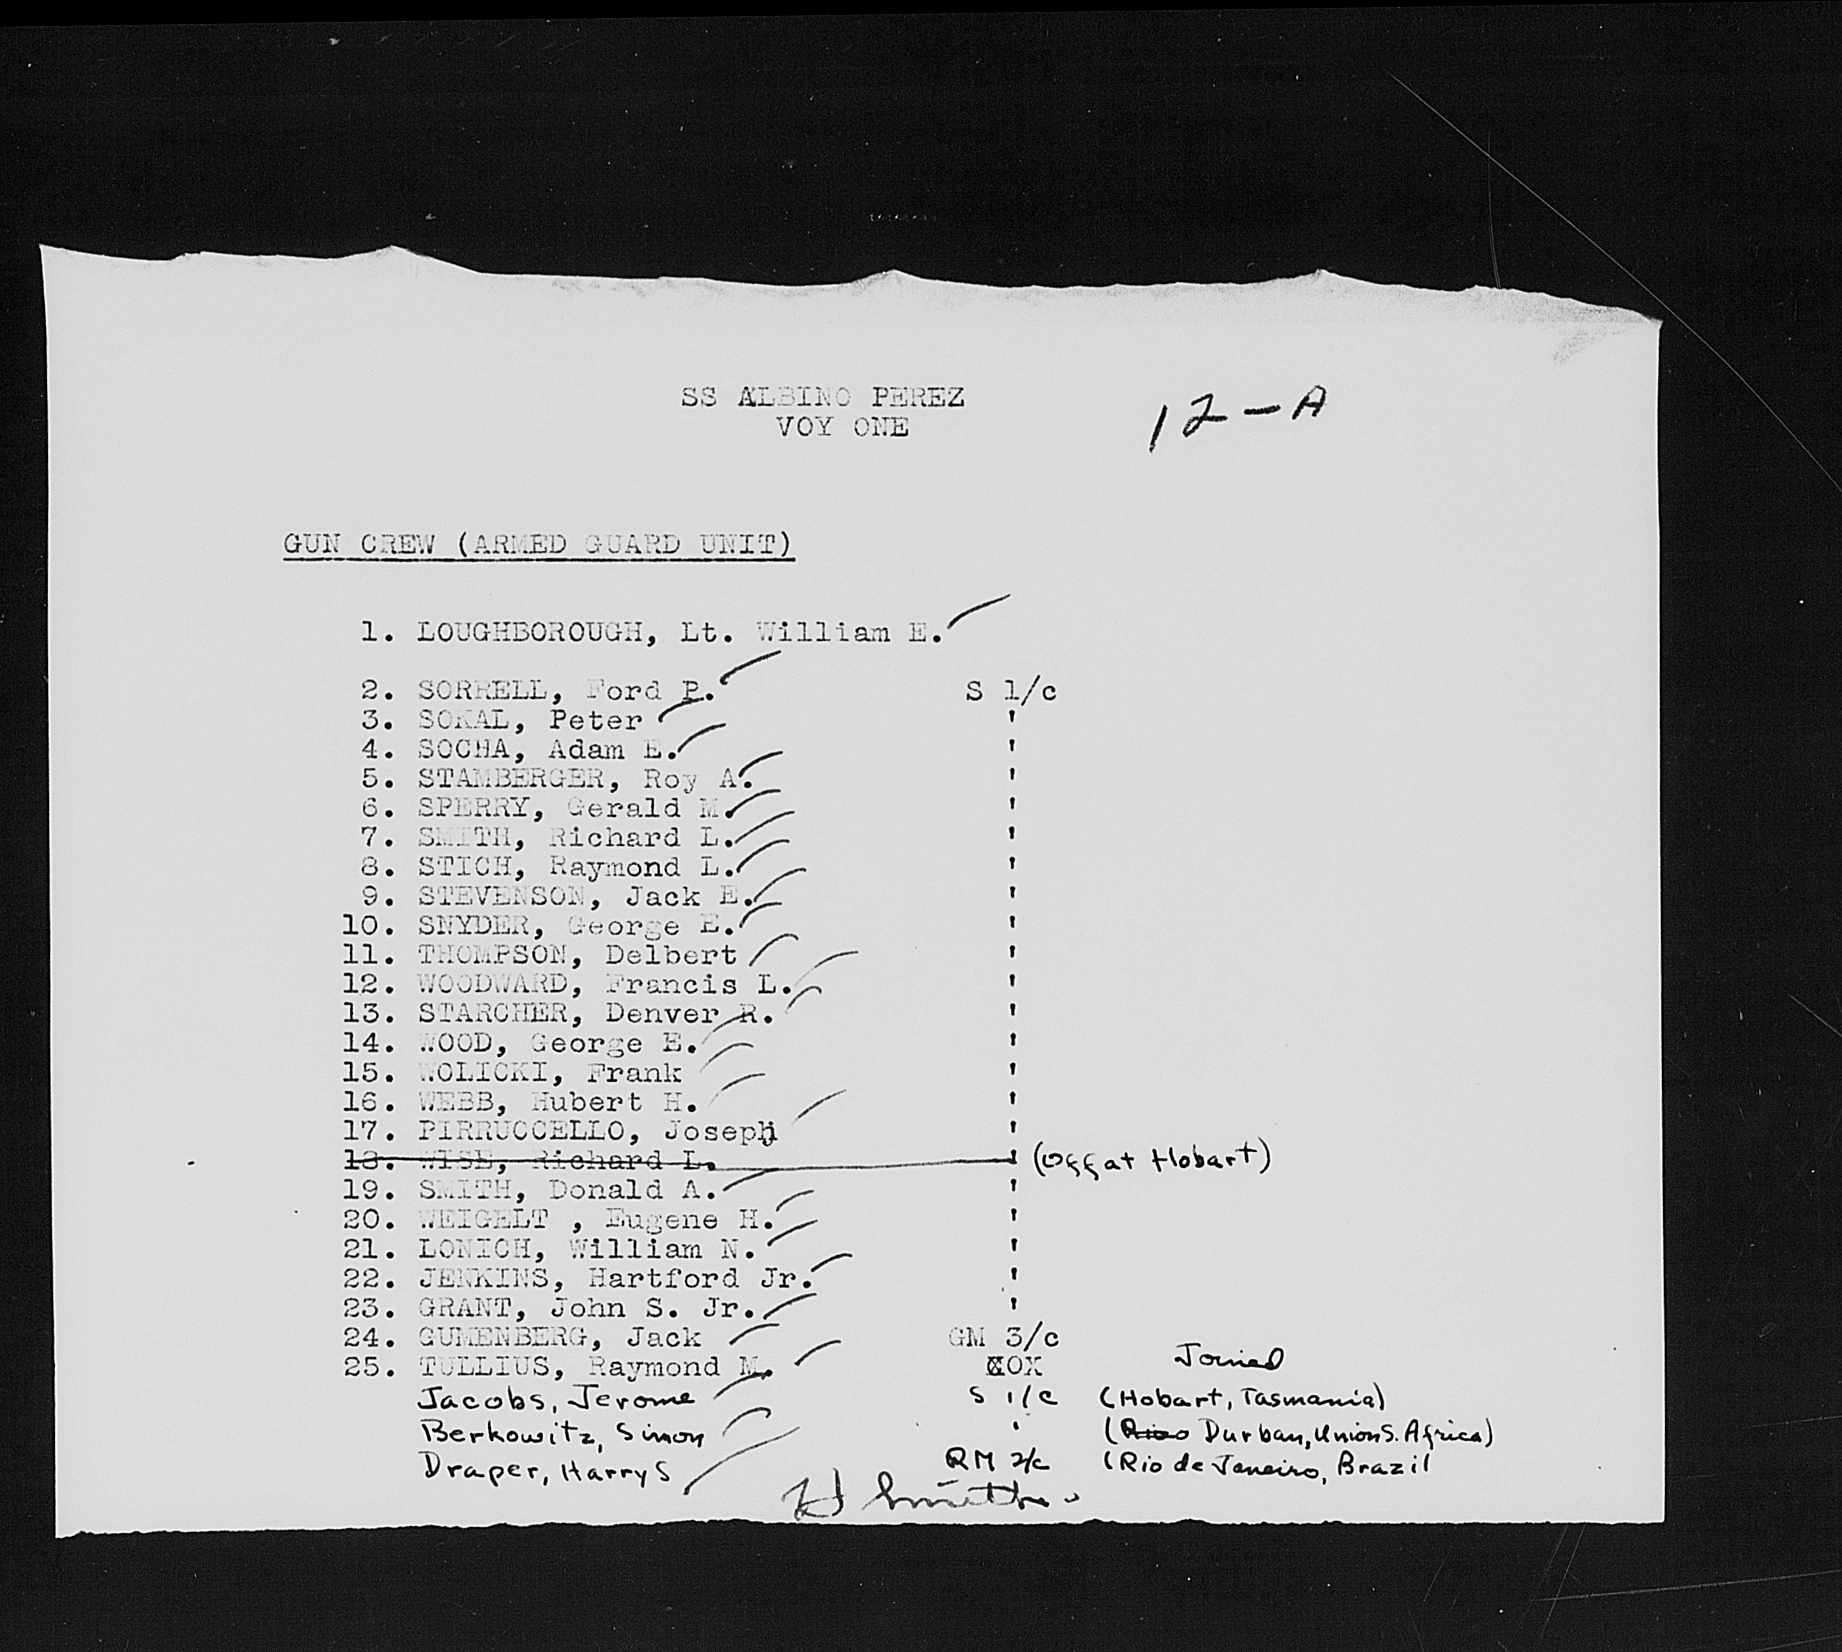 SS ALBINO PEREZ
VOY ONE
12-A
GUN CREW (ARMED GUARD UNIT)
1. LOUGHBOROUGH, Lt. William E.
2. SORRELL, Ford P. S 1/c
3. SOKAL, Peter '
4. SOCHA, Adam E. '
5. STAMBERGER, Roy A. '
6. SPERRY, Gerald M. '
7. SMITH, Richard L. '
8. STICH, Raymond L. '
9. STEVENSON, Jack E. '
10. SNYDER, George E. '
11. THOMPSON, Delbert '
12. WOODWARD, Francis L. '
13. STARCHER, Denver R. '
14. WOOD, George E. '
15. WOLICKI, Frank '
16. WEBB, Hubert H. '
17. PIRRUCCELLO, Joseph '
18. WISE, Richard L. ' (Off at Hobart)
19. SMITH, Donald A. '
20. WEIGELT , Eugene H. '
21. LONICH, William N. '
22. JENKINS, Hartford Jr. '
23. GRANT, John S. Jr. '
24. GUMENBERG, Jack GM 3/c
25. TULLIUS, Raymond M. COX Joined
Jacobs, Jerome S 1/c (Hobart, Tasmania)
Berkowitz, Simon ' (Rio Durban, Union S. Africa)
Draper, Harry S RM 2/c (Rio de Janeiro, Brazil
Smith